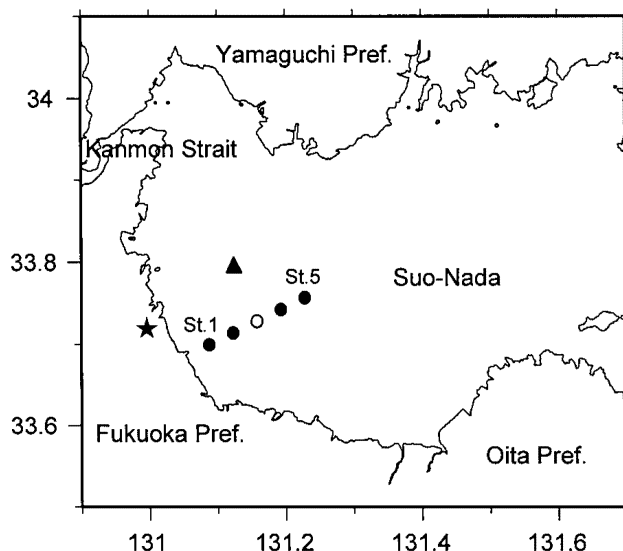 Yamaguchi Pref.
34
Kanmon Strait
33.8
St.5
Suo-Nada
St.1
33.6
Fukuoka Pref.
Oita Pref.
131
131.2
131.4
131.6